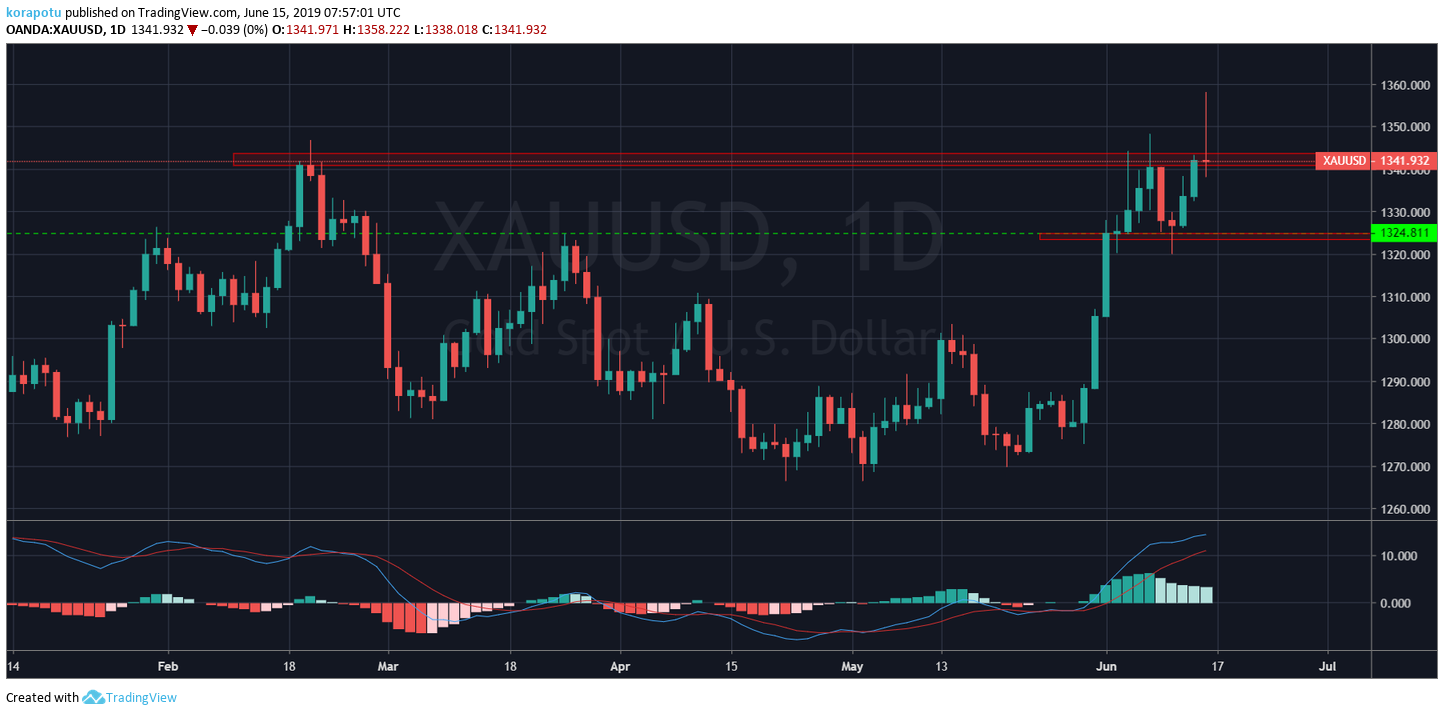 korapotu published on TradingView.com, June 15, 2019 07:57:01 UTC
OANDA:XAUUSD, 1D 1341.932 ▼ −0.039 (0%) O:1341.971 H:1358.222 L:1338.018 C:1341.932
XAUUSD, 1D
Gold Spot / U.S. Dollar
1360.000
1350.000
XAUUSD 1341.932
1340.000
1330.000
1324.811
1320.000
1310.000
1300.000
1290.000
1280.000
1270.000
1260.000
10.000
0.000
14 Feb 18 Mar 18 Apr 15 May 13 Jun 17 Jul
Created with TradingView